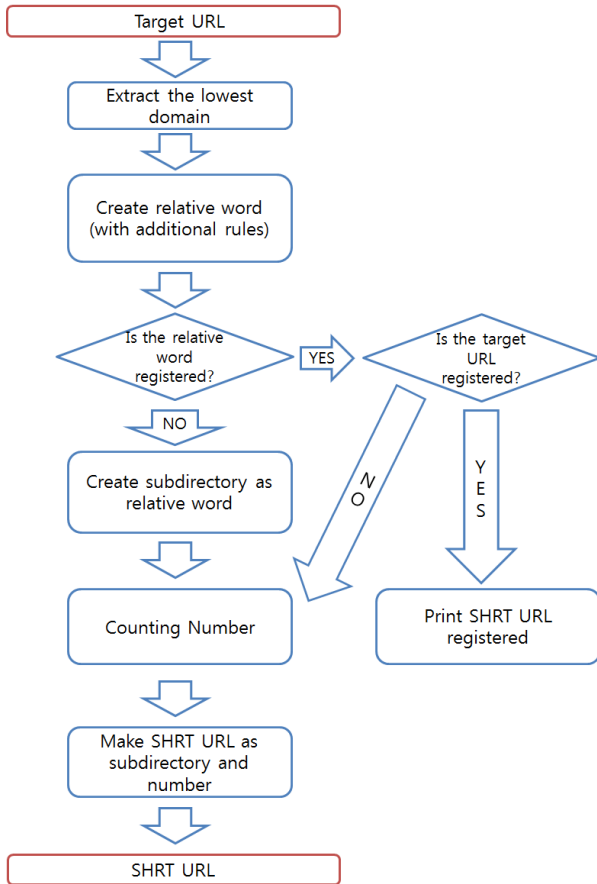 Target URL
Extract the lowest
domain
Create relative word
(with additional rules)
Is the relative
word
registered?
YES
Is the target
URL
registered?
NO
Create subdirectory as
relative word
NO
YES
Counting Number
Print SHRT URL
registered
Make SHRT URL as
subdirectory and
number
SHRT URL